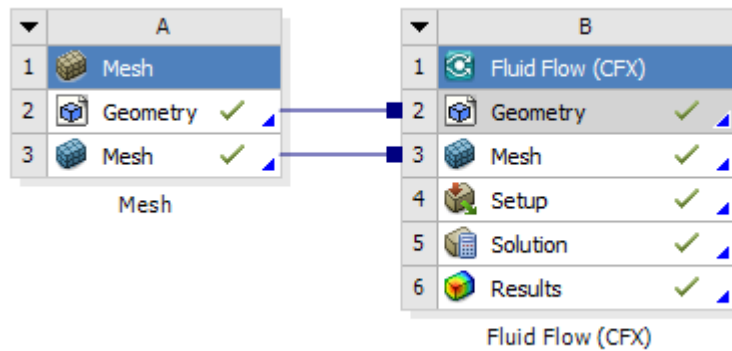 A
1 Mesh
2 Geometry
3 Mesh
Mesh
B
1 Fluid Flow (CFX)
2 Geometry
3 Mesh
4 Setup
5 Solution
6 Results
Fluid Flow (CFX)